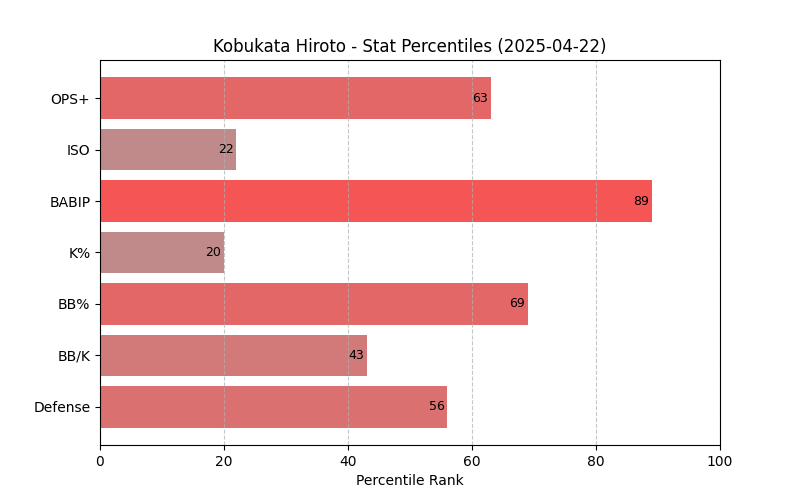 Kobukata Hiroto - Stat Percentiles (2025-04-22)
OPS+ 63
ISO 22
BABIP 89
K% 20
BB% 69
BB/K 43
Defense 56
0 20 40 60 80 100
Percentile Rank